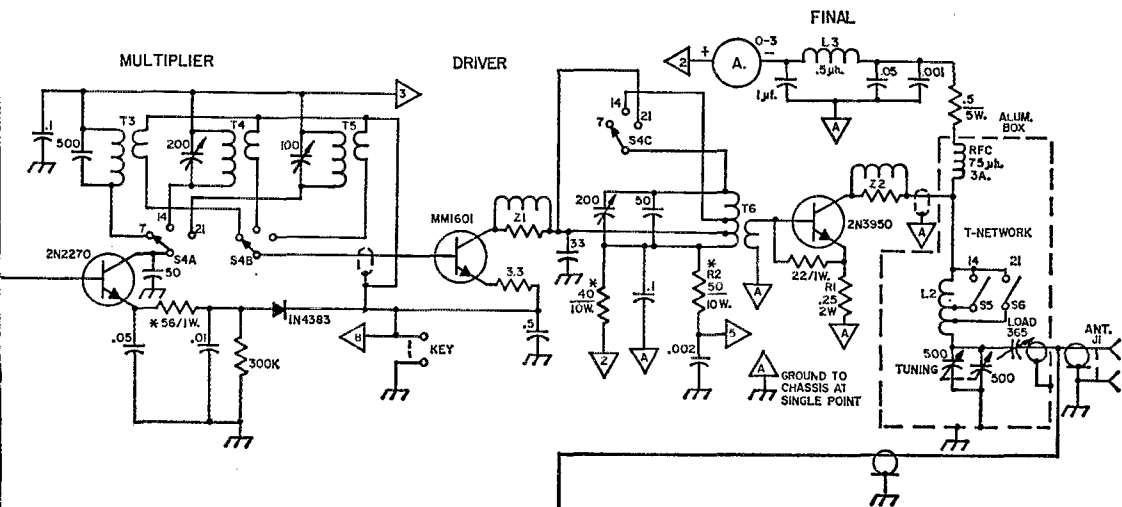 FINAL
MULTIPLIER
DRIVER
2
+
A.
0-3
-
L3
.5µh.
1µf.
.05
.001
A
.5
5W.
ALUM.
BOX
3
.1
500
T3
200
T4
100
T5
14
7
21
S4A
S4B
2N2270
50
.05
*56/1W.
.01
300K
1N4383
8
KEY
MM1601
Z1
3.3
.5
33
14
7
21
S4C
200
50
T6
*
40
10W.
2
.1
A
*
R2
50
10W.
5
.002
A
A
GROUND TO
CHASSIS AT
SINGLE POINT
Z2
2N3950
22/1W.
R1
.25
2W
A
A
RFC
75µh.
3A.
T-NETWORK
14
21
L2
S5
S6
LOAD
365
500
TUNING
500
ANT.
J1